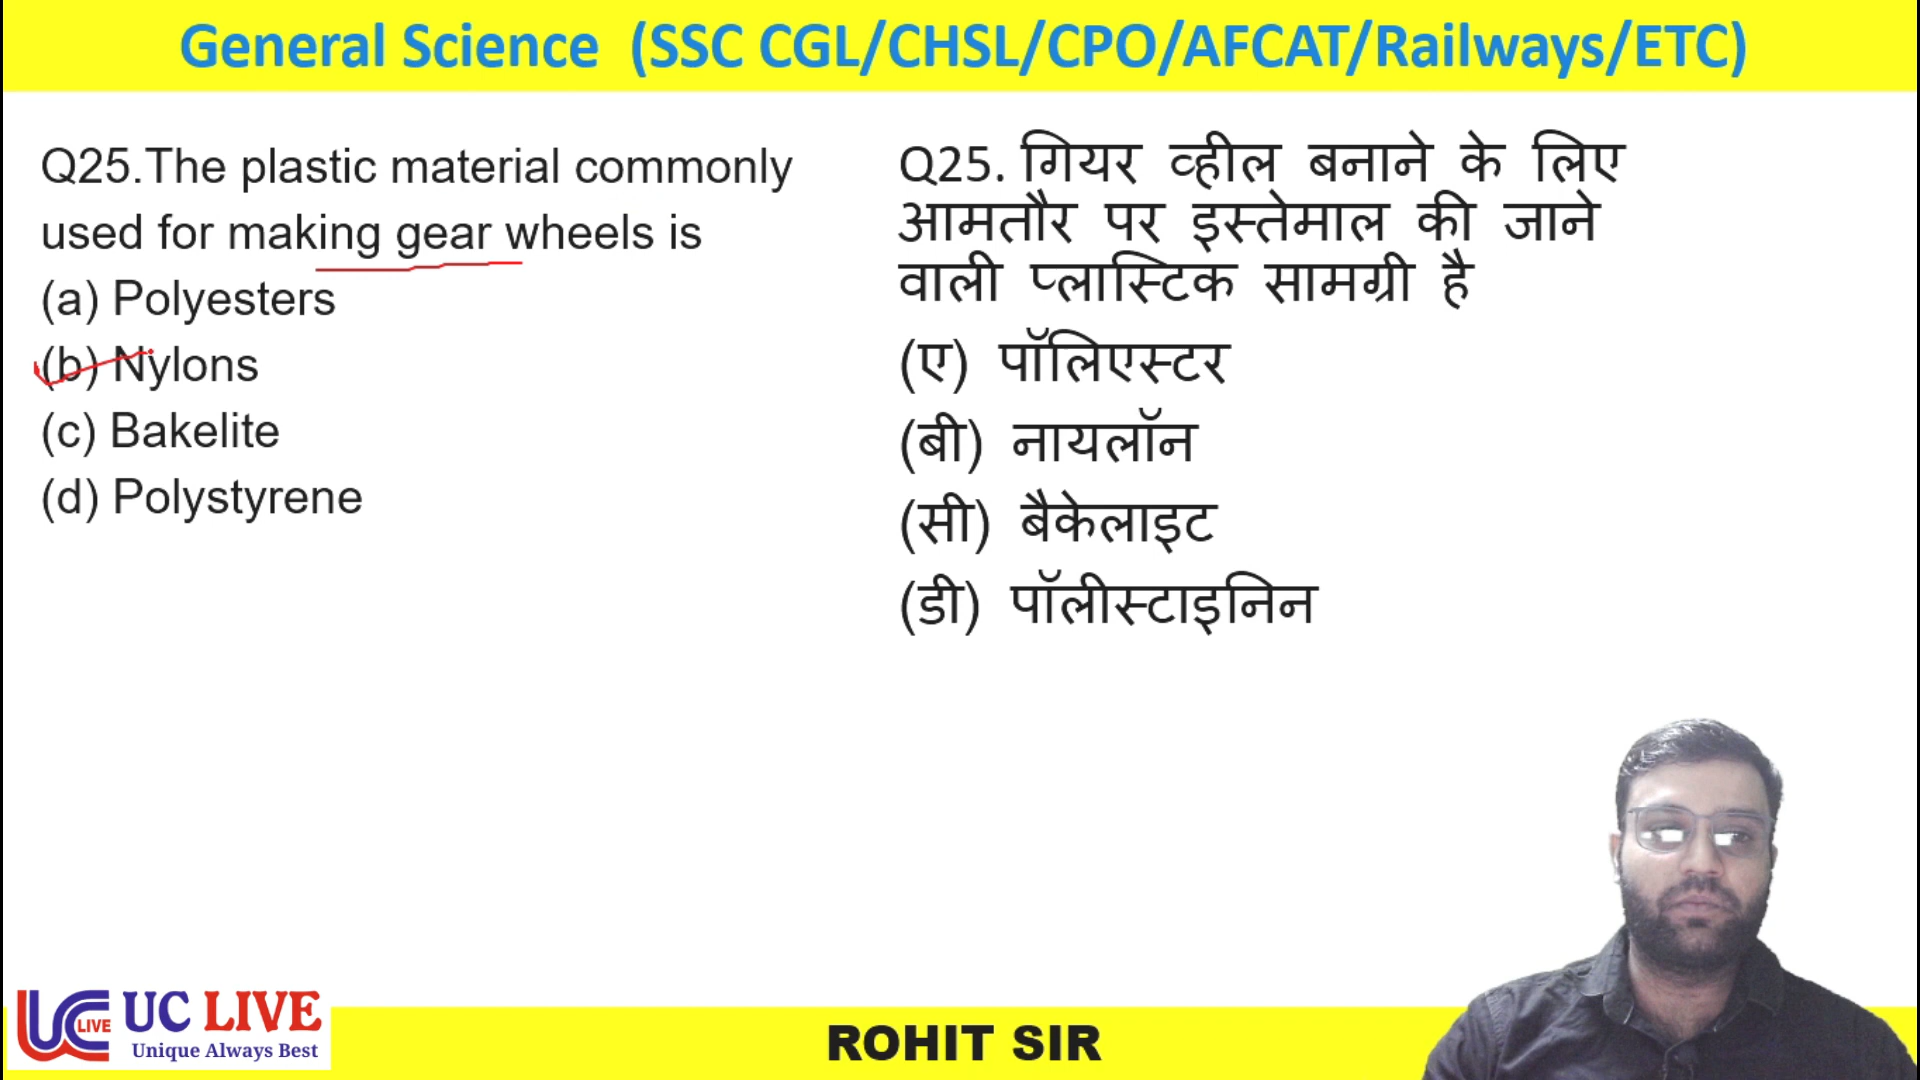 General Science (SSC CGL/CHSL/CPO/AFCAT/Railways/ETC)
Q25.The plastic material commonly
used for making gear wheels is
(a) Polyesters
(b) Nylons
(c) Bakelite
(d) Polystyrene
Q25. गियर व्हील बनाने के लिए
आमतौर पर इस्तेमाल की जाने
वाली प्लास्टिक सामग्री है
(ए) पॉलिएस्टर
(बी) नायलॉन
(सी) बैकेलाइट
(डी) पॉलीस्टाइनिन
LIVE
UC LIVE
Unique Always Best
ROHIT SIR